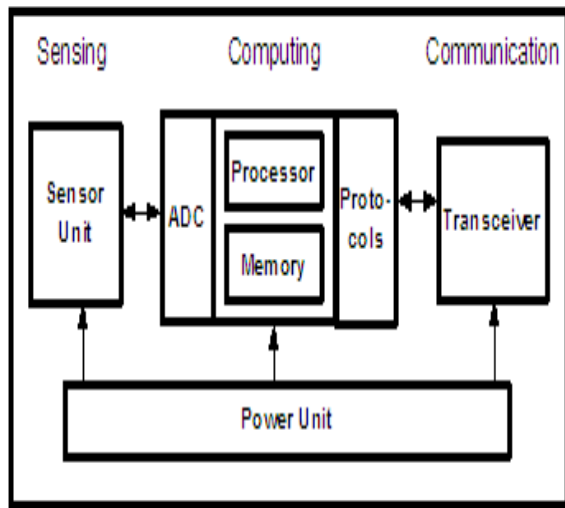 Sensing
Computing
Communication
Sensor
Unit
ADC
Processor
Memory
Proto-
cols
Transceiver
Power Unit